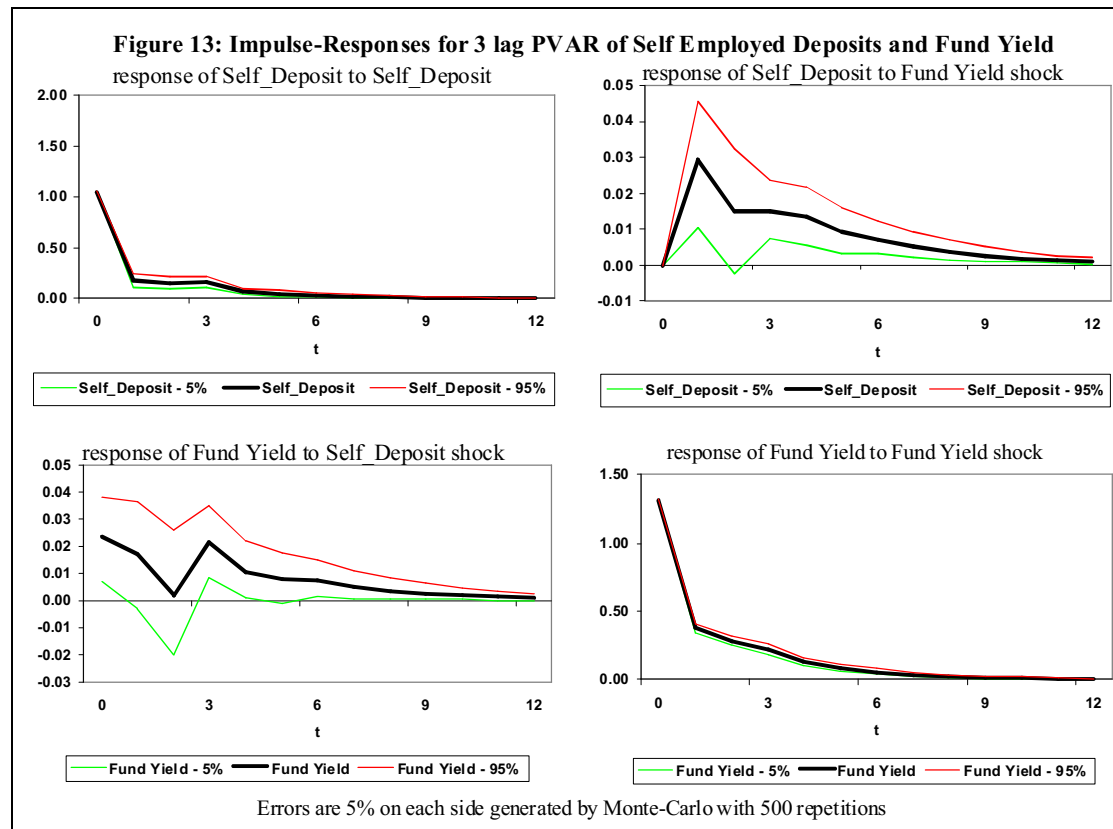 Figure 13: Impulse-Responses for 3 lag PVAR of Self Employed Deposits and Fund Yield
response of Self_Deposit to Self_Deposit
2.00
1.50
1.00
0.50
0.00
0 3 6 9 12
t
Self_Deposit - 5% Self_Deposit Self_Deposit - 95%
response of Self_Deposit to Fund Yield shock
0.05
0.04
0.03
0.02
0.01
0.00
-0.01
0 3 6 9 12
t
Self_Deposit - 5% Self_Deposit Self_Deposit - 95%
response of Fund Yield to Self_Deposit shock
0.05
0.04
0.03
0.02
0.01
0.00
-0.01
-0.02
-0.03
0 3 6 9 12
t
Fund Yield - 5% Fund Yield Fund Yield - 95%
response of Fund Yield to Fund Yield shock
1.50
1.00
0.50
0.00
0 3 6 9 12
t
Fund Yield - 5% Fund Yield Fund Yield - 95%
Errors are 5% on each side generated by Monte-Carlo with 500 repetitions